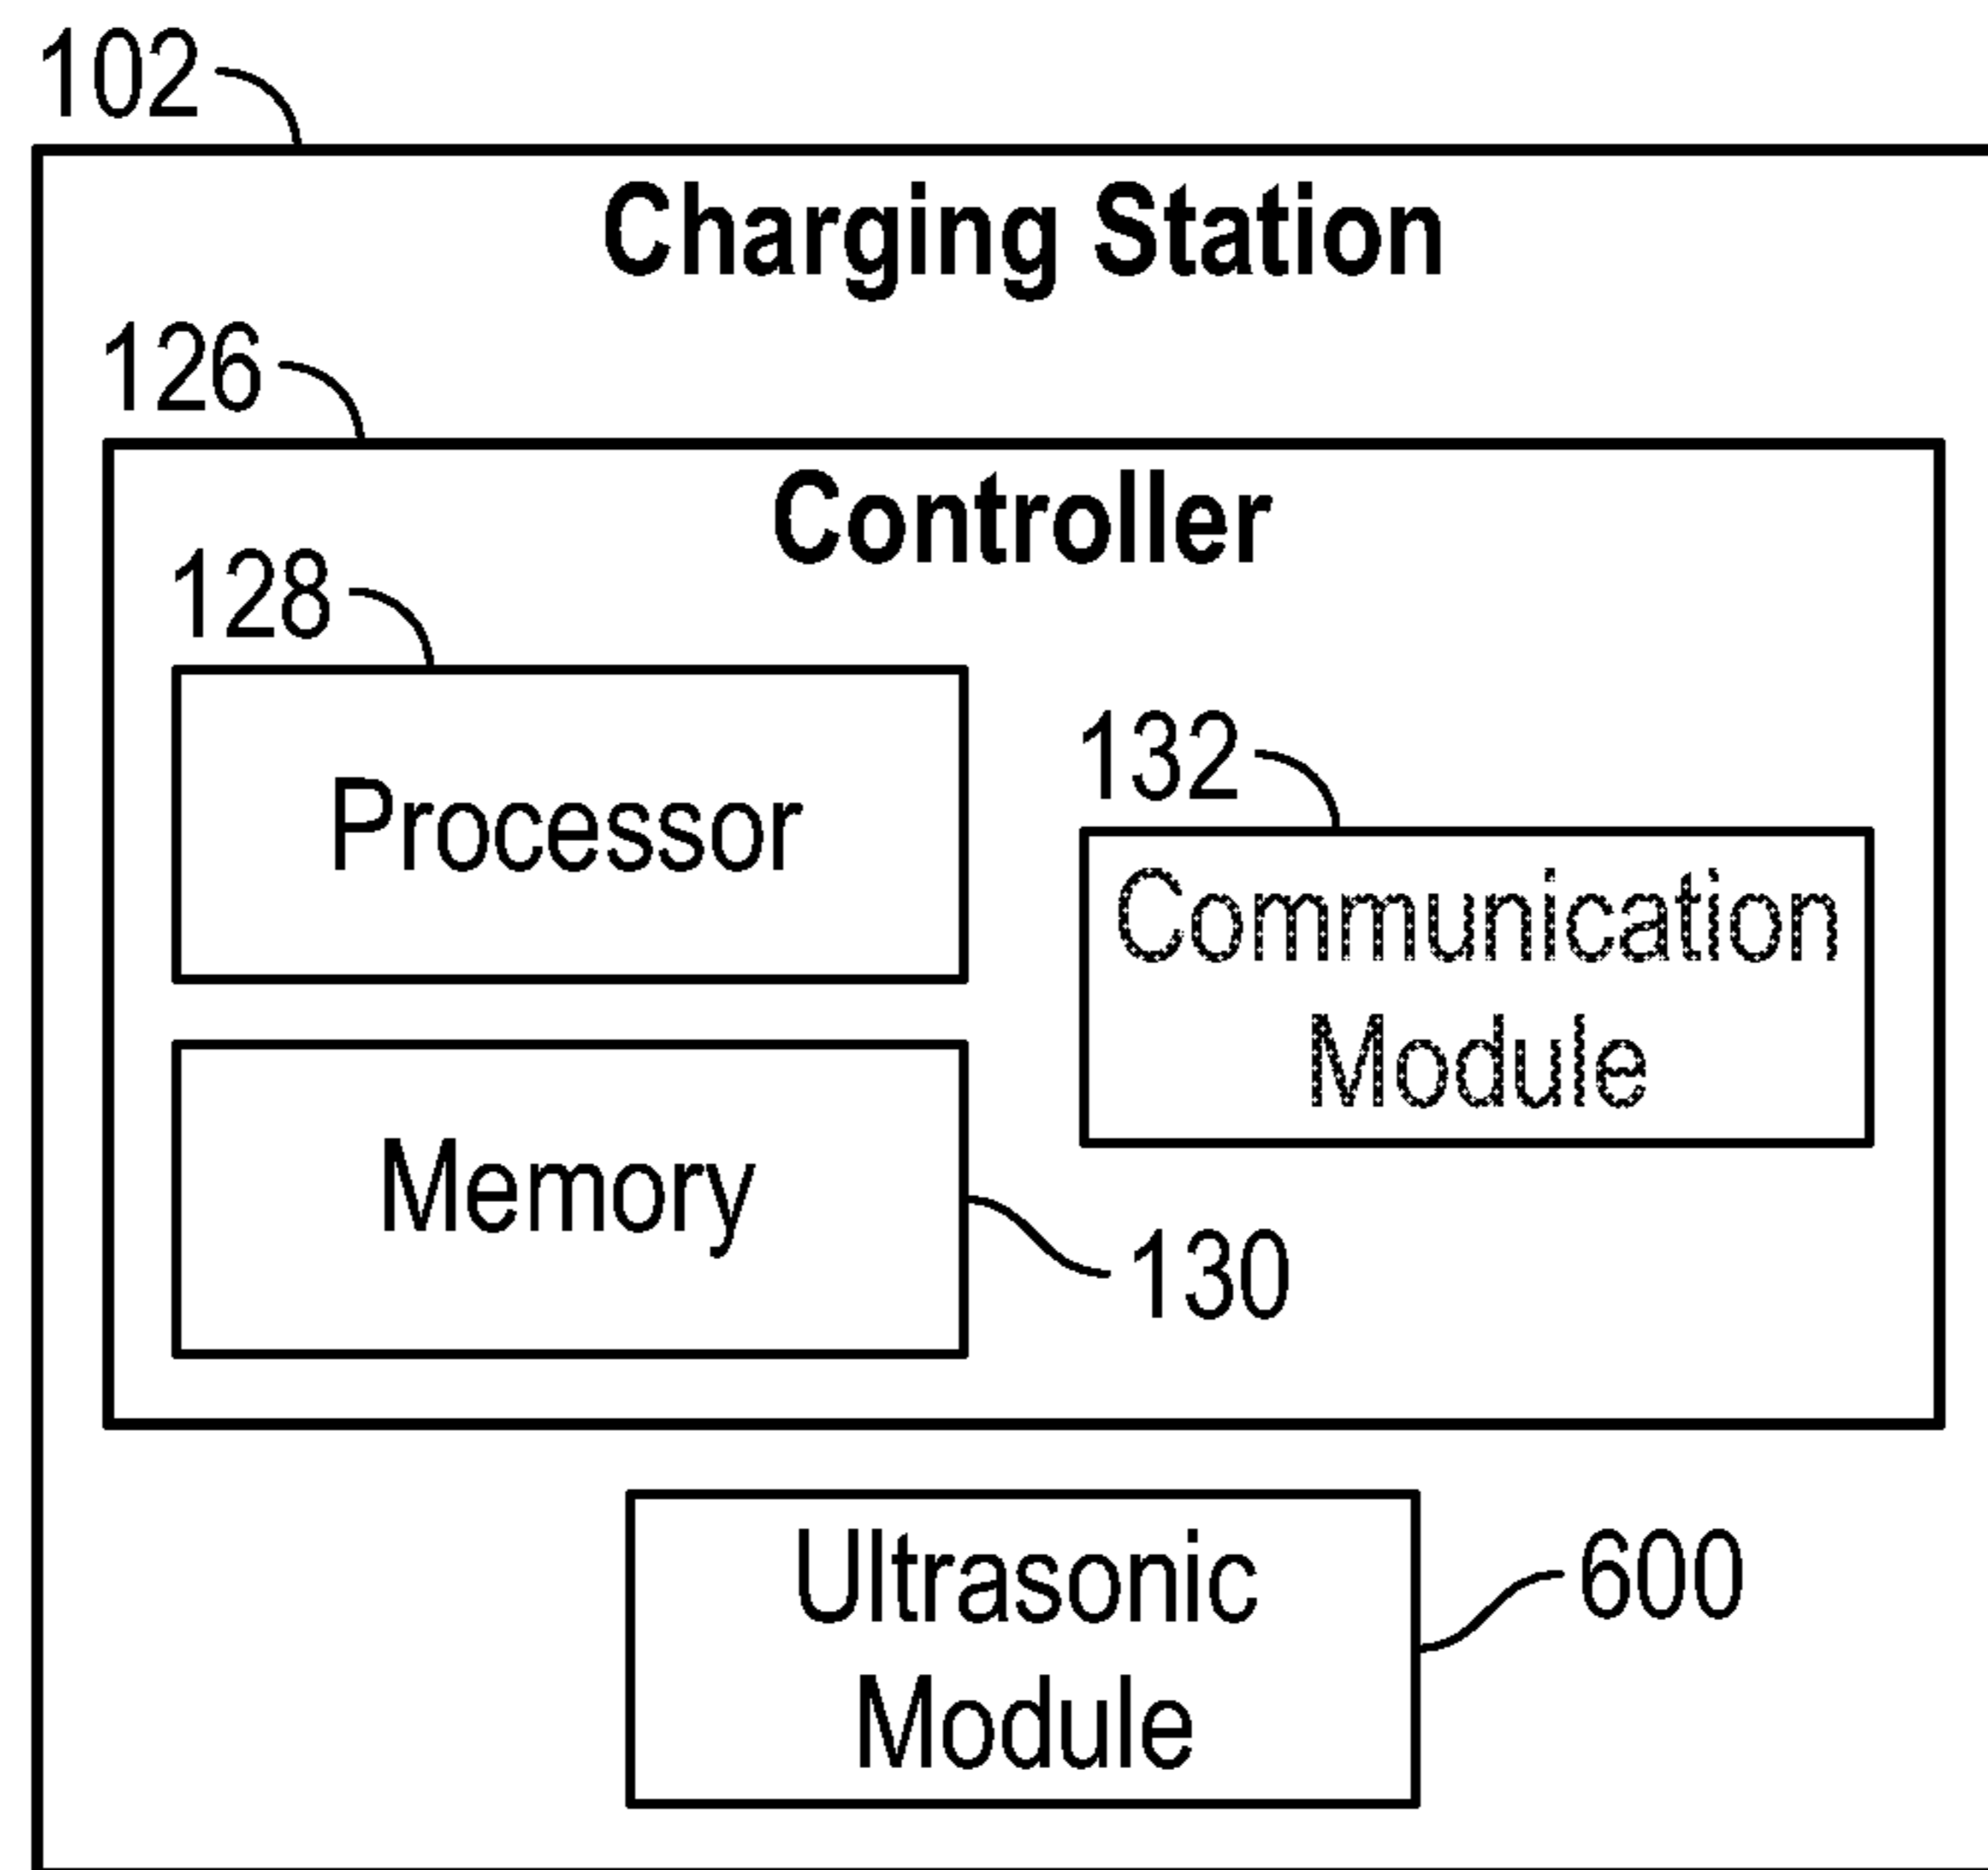 102
Charging Station
126
Controller
128
Processor
132
Communication
Module
Memory
130
Ultrasonic
Module
600